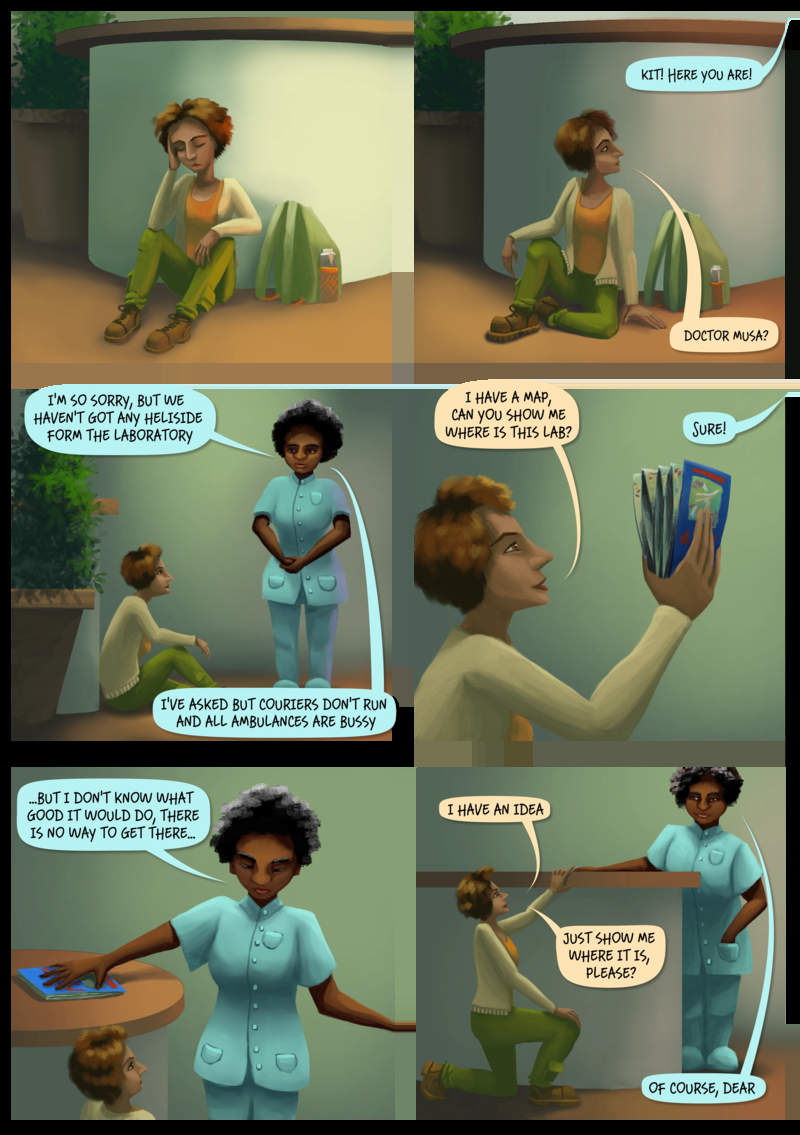 KIT! HERE YOU ARE!
DOCTOR MUSA?
I'M SO SORRY, BUT WE
HAVEN'T GOT ANY HELISIDE
FORM THE LABORATORY
I'VE ASKED BUT COURIERS DON'T RUN
AND ALL AMBULANCES ARE BUSSY
I HAVE A MAP,
CAN YOU SHOW ME
WHERE IS THIS LAB?
SURE!
...BUT I DON'T KNOW WHAT
GOOD IT WOULD DO, THERE
IS NO WAY TO GET THERE...
I HAVE AN IDEA
JUST SHOW ME
WHERE IT IS,
PLEASE?
OF COURSE, DEAR